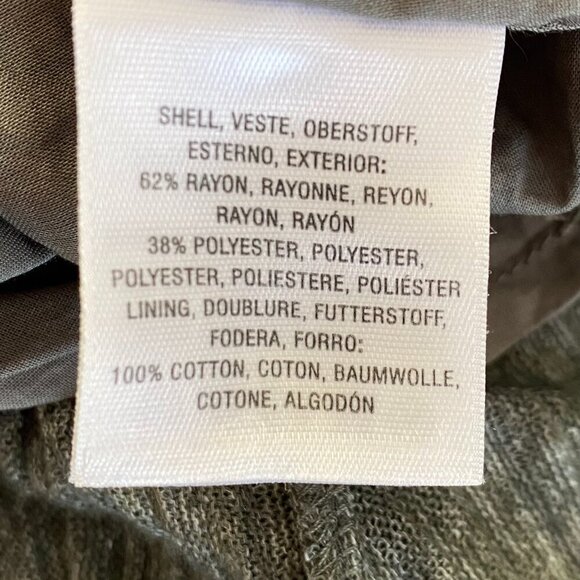 SHELL, VESTE, OBERSTOFF,
ESTERNO, EXTERIOR:
62% RAYON, RAYONNE, REYON,
RAYON, RAYÓN
38% POLYESTER, POLYESTER,
POLYESTER, POLIESTERE, POLIÉSTER
LINING, DOUBLURE, FUTTERSTOFF,
FODERA, FORRO:
100% COTTON, COTON, BAUMWOLLE,
COTONE, ALGODÓN